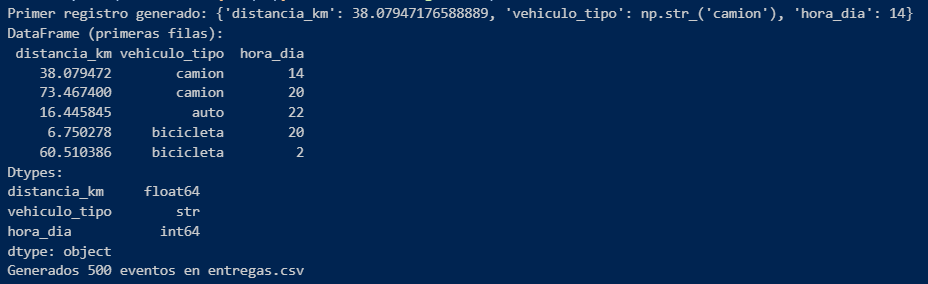 Primer registro generado: {'distancia_km': 38.07947176588889, 'vehiculo_tipo': np.str_('camion'), 'hora_dia': 14}
DataFrame (primeras filas):
distancia_km vehiculo_tipo hora_dia
38.079472 camion 14
73.467400 camion 20
16.445845 auto 22
6.750278 bicicleta 20
60.510386 bicicleta 2
Dtypes:
distancia_km float64
vehiculo_tipo str
hora_dia int64
dtype: object
Generados 500 eventos en entregas.csv